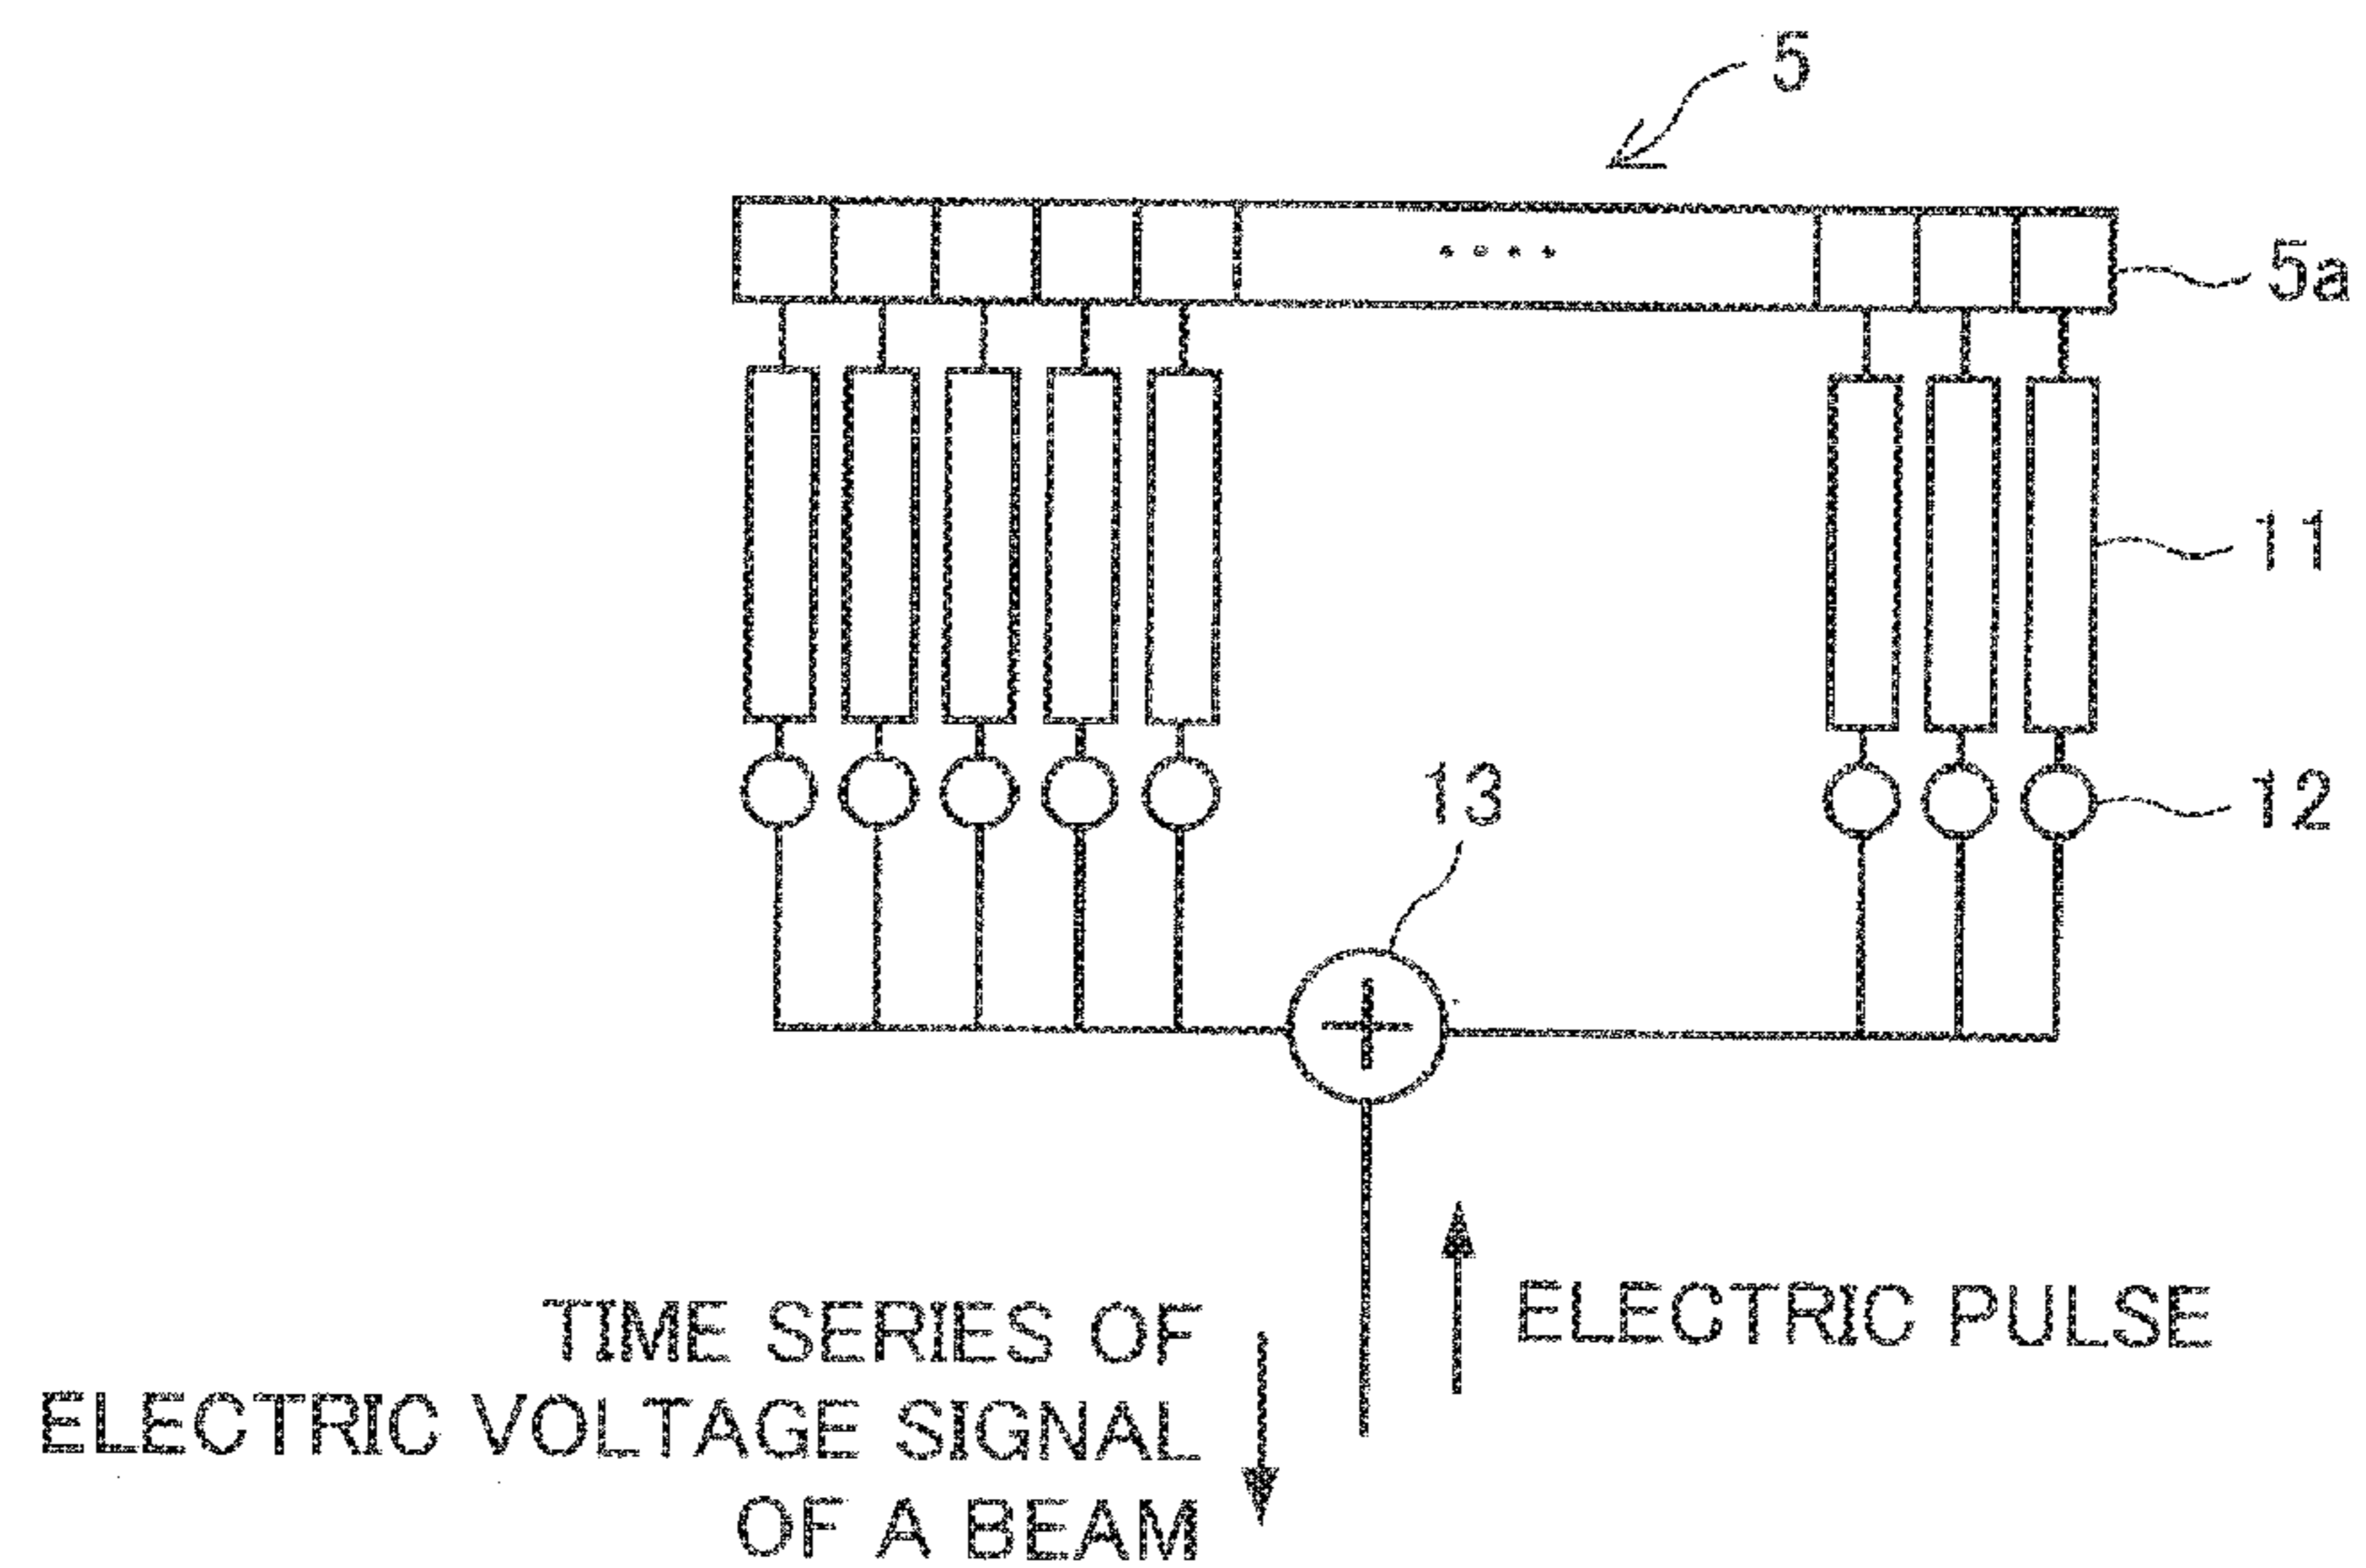 5
5a
11
13
12
ELECTRIC PULSE
TIME SERIES OF
ELECTRIC VOLTAGE SIGNAL
OF A BEAM